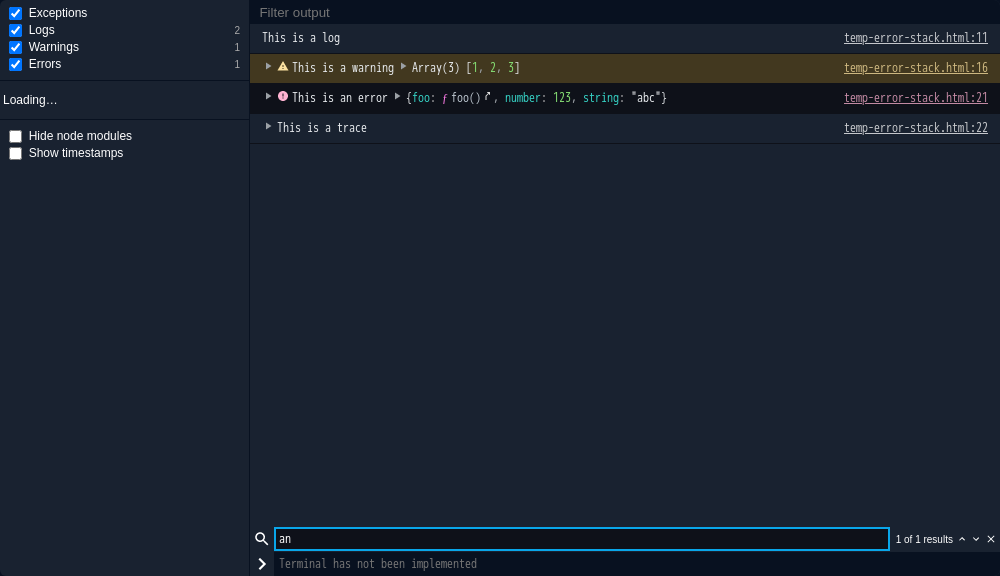 Exceptions
Logs 2
Warnings 1
Errors 1
Loading…
Hide node modules
Show timestamps
Filter output
This is a log temp-error-stack.html:11
This is a warning Array(3) [1, 2, 3] temp-error-stack.html:16
This is an error {foo: ƒ foo(), number: 123, string: "abc"} temp-error-stack.html:21
This is a trace temp-error-stack.html:22
an 1 of 1 results
Terminal has not been implemented